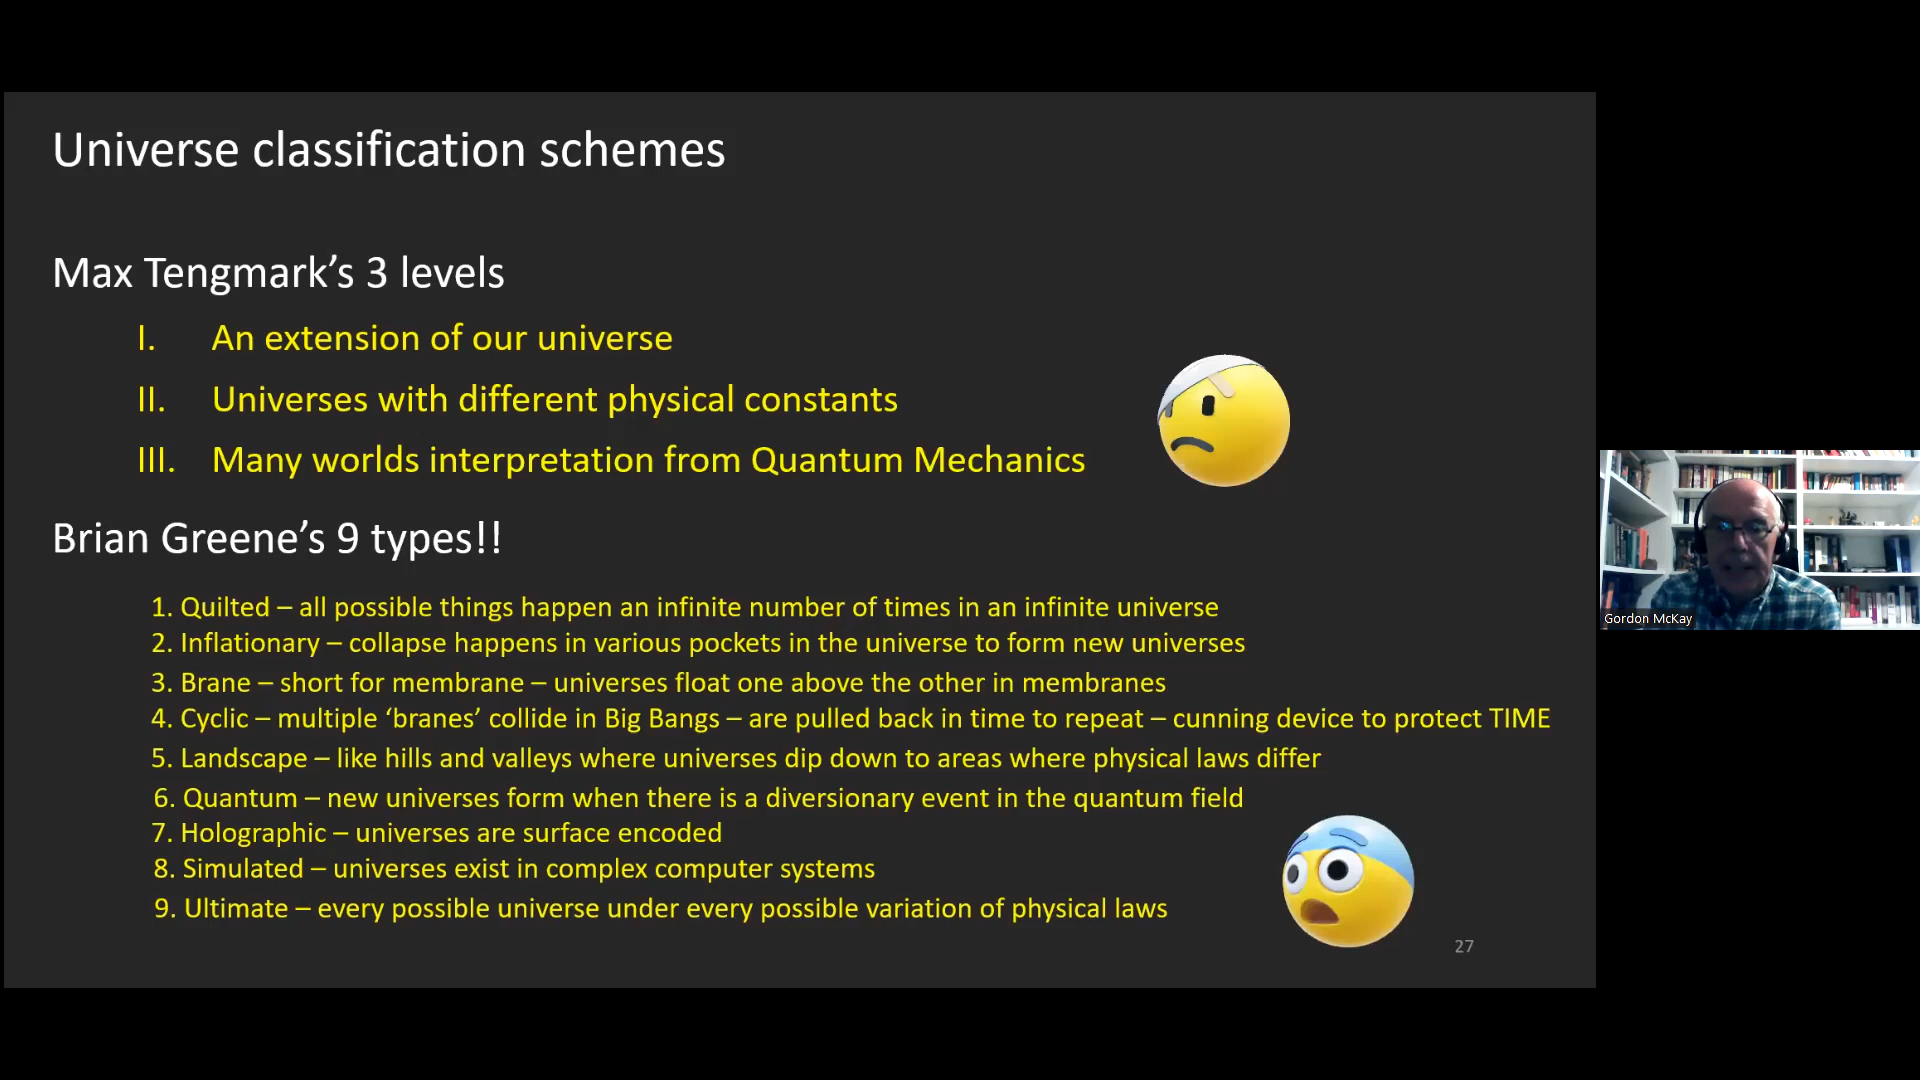 Universe classification schemes
Max Tengmark’s 3 levels
I. An extension of our universe
II. Universes with different physical constants
III. Many worlds interpretation from Quantum Mechanics
Brian Greene’s 9 types!!
1. Quilted – all possible things happen an infinite number of times in an infinite universe
2. Inflationary – collapse happens in various pockets in the universe to form new universes
3. Brane – short for membrane – universes float one above the other in membranes
4. Cyclic – multiple ‘branes’ collide in Big Bangs – are pulled back in time to repeat – cunning device to protect TIME
5. Landscape – like hills and valleys where universes dip down to areas where physical laws differ
6. Quantum – new universes form when there is a diversionary event in the quantum field
7. Holographic – universes are surface encoded
8. Simulated – universes exist in complex computer systems
9. Ultimate – every possible universe under every possible variation of physical laws
27
Gordon McKay